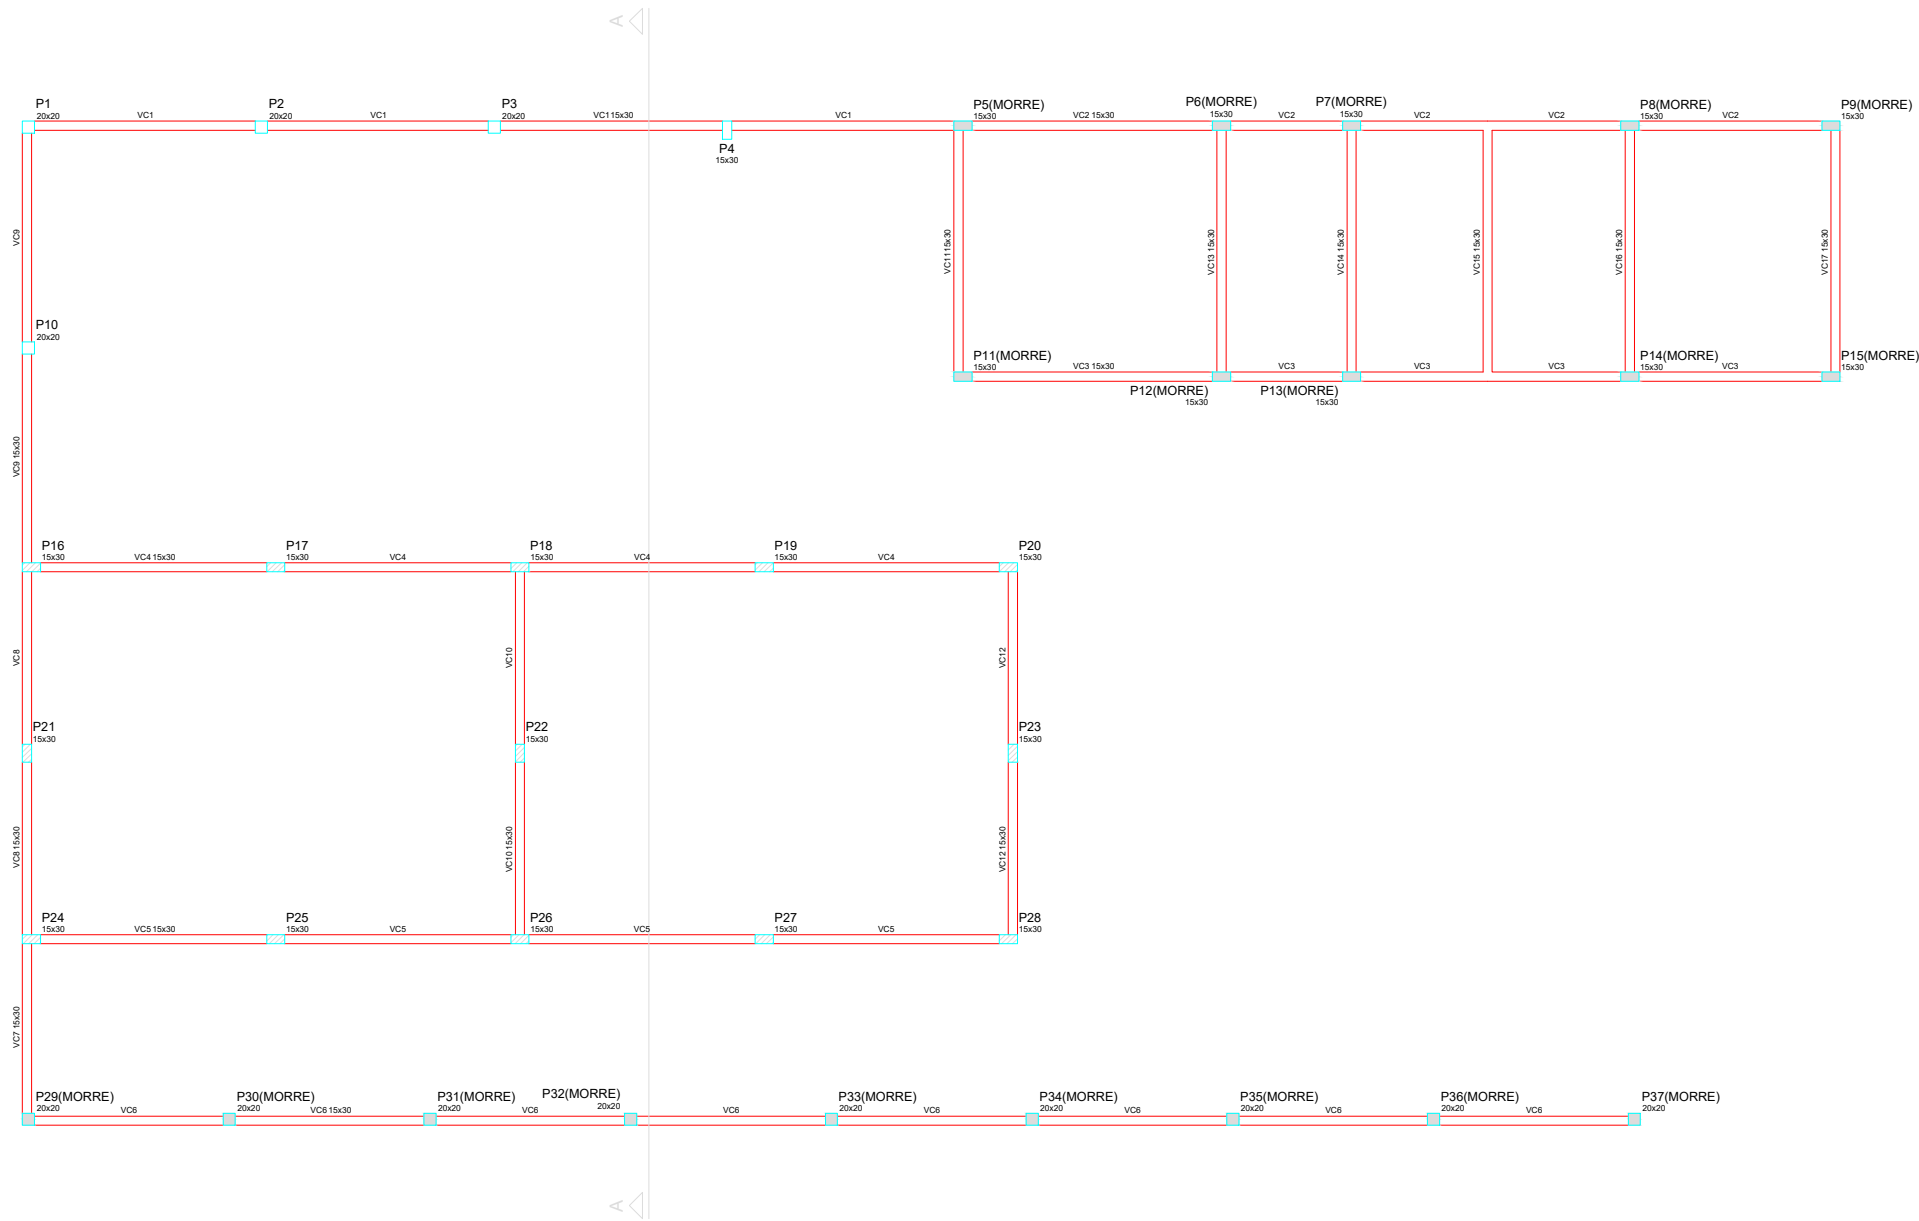 A
P1
20x20
VC1
P2
20x20
VC1
P3
20x20
VC1 15x30
P4
15x30
VC1
P5(MORRE)
15x30
VC2 15x30
P6(MORRE)
15x30
VC2
P7(MORRE)
15x30
VC2
VC2
P8(MORRE)
15x30
VC2
P9(MORRE)
15x30
VC9
VC11 15x30
VC13 15x30
VC14 15x30
VC15 15x30
VC16 15x30
VC17 15x30
P10
20x20
P11(MORRE)
15x30
VC3 15x30
P12(MORRE)
15x30
VC3
P13(MORRE)
15x30
VC3
VC3
P14(MORRE)
15x30
VC3
P15(MORRE)
15x30
VC9 15x30
P16
15x30
VC4 15x30
P17
15x30
VC4
P18
15x30
VC4
P19
15x30
VC4
P20
15x30
VC8
VC10
VC12
P21
15x30
P22
15x30
P23
15x30
VC8 15x30
VC10 15x30
VC12 15x30
P24
15x30
VC5 15x30
P25
15x30
VC5
P26
15x30
VC5
P27
15x30
VC5
P28
15x30
VC7 15x30
P29(MORRE)
20x20
VC6
P30(MORRE)
20x20
VC6 15x30
P31(MORRE)
20x20
VC6
P32(MORRE)
20x20
VC6
P33(MORRE)
20x20
VC6
P34(MORRE)
20x20
VC6
P35(MORRE)
20x20
VC6
P36(MORRE)
20x20
VC6
P37(MORRE)
20x20
A